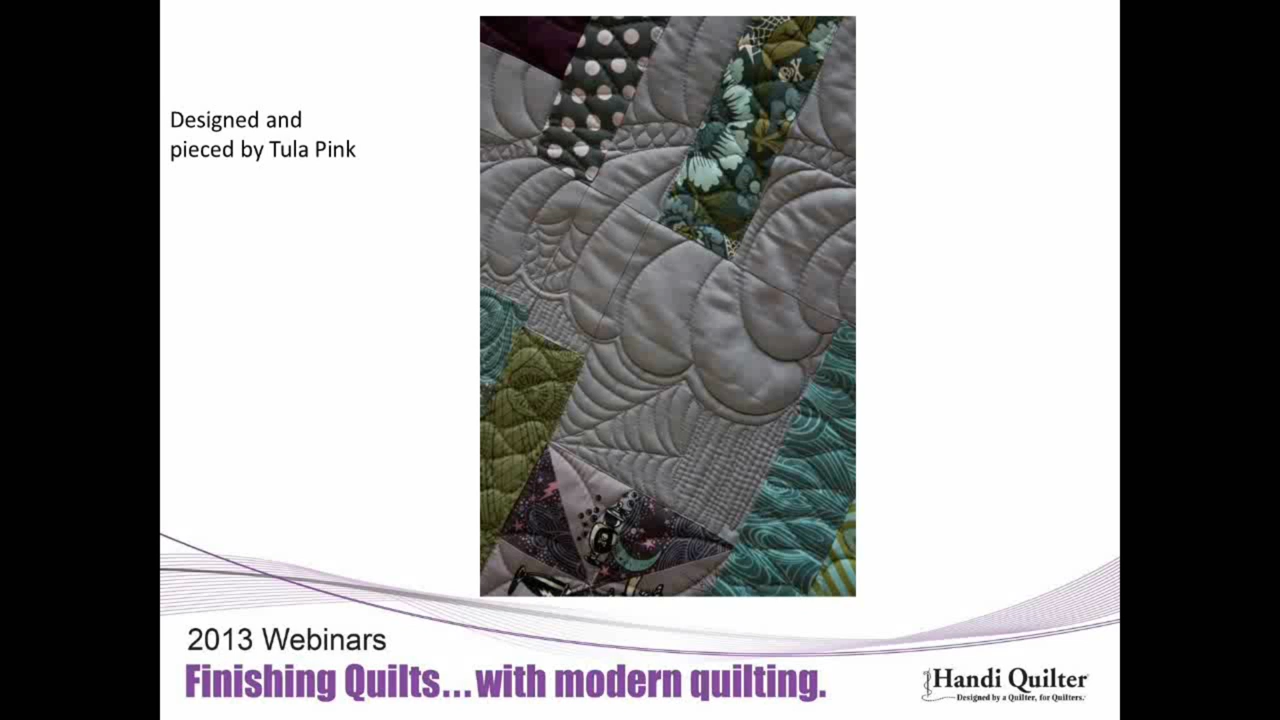 Designed and
pieced by Tula Pink
2013 Webinars
Finishing Quilts...with modern quilting.
Handi Quilter
Designed by a Quilter, for Quilters.